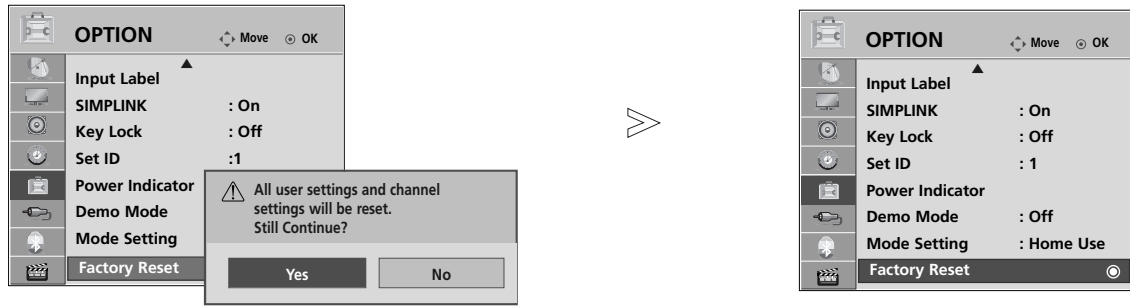 OPTION
Move OK
Input Label
SIMPLINK : On
Key Lock : Off
Set ID :1
Power Indicator
Demo Mode
Mode Setting
Factory Reset
All user settings and channel
settings will be reset.
Still Continue?
Yes No
OPTION
Move OK
Input Label
SIMPLINK : On
Key Lock : Off
Set ID : 1
Power Indicator
Demo Mode : Off
Mode Setting : Home Use
Factory Reset